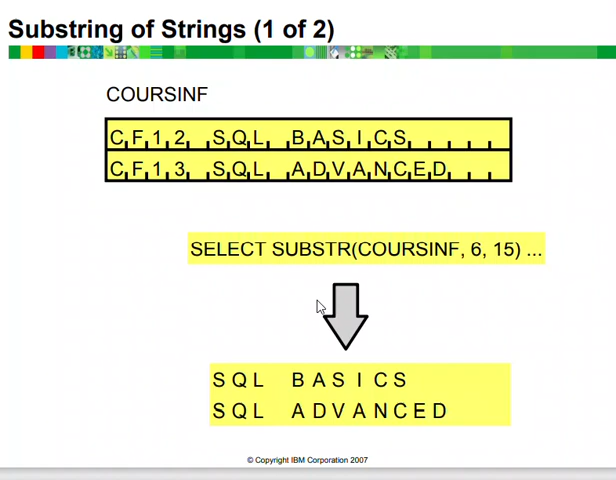 Substring of Strings (1 of 2)
COURSINF
CF12 SQL BASICS
CF13 SQL ADVANCED
SELECT SUBSTR(COURSINF, 6, 15) ...
SQL BASICS
SQL ADVANCED
© Copyright IBM Corporation 2007